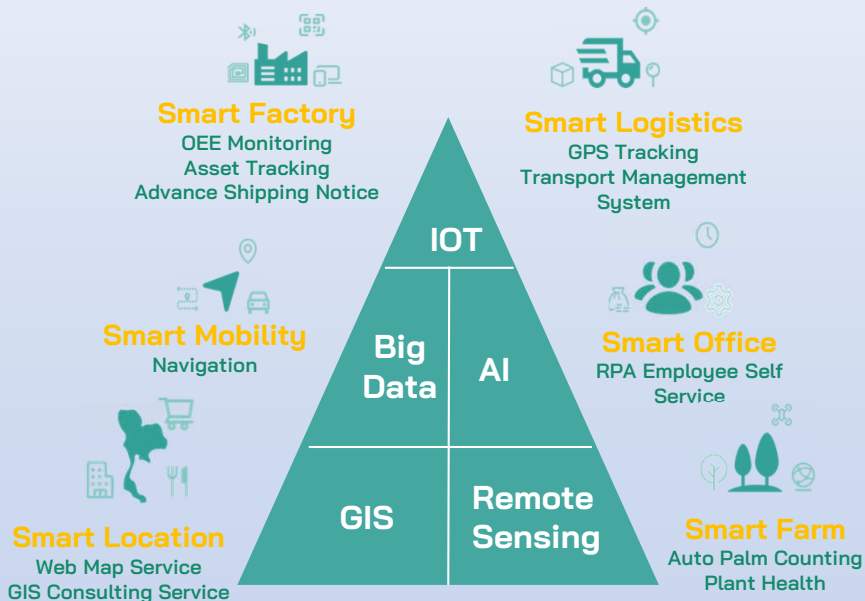 Smart Factory
OEE Monitoring
Asset Tracking
Advance Shipping Notice
Smart Logistics
GPS Tracking
Transport Management
System
IOT
Smart Mobility
Navigation
Big
Data
AI
Smart Office
RPA Employee Self
Service
GIS
Remote
Sensing
Smart Location
Web Map Service
GIS Consulting Service
Smart Farm
Auto Palm Counting
Plant Health